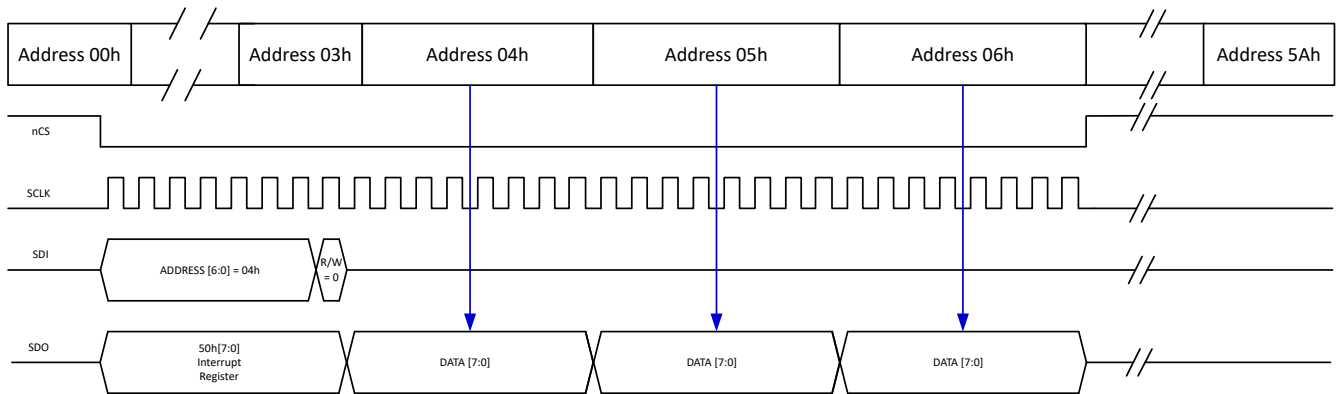 Address 00h
Address 03h
Address 04h
Address 05h
Address 06h
Address 5Ah
nCS
SCLK
SDI
ADDRESS [6:0] = 04h
R/W
= 0
SDO
50h[7:0]
Interrupt
Register
DATA [7:0]
DATA [7:0]
DATA [7:0]